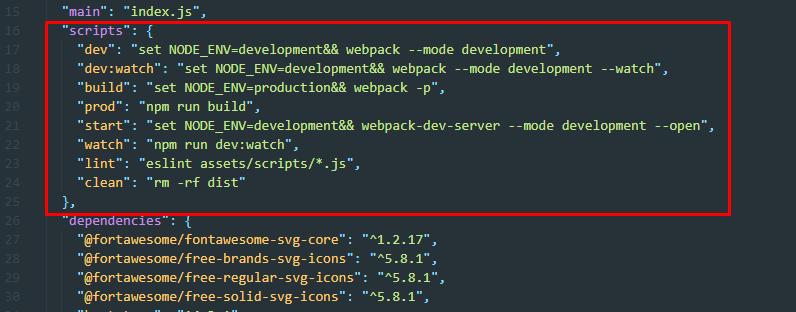 15 "main": "index.js",
16 "scripts": {
17 "dev": "set NODE_ENV=development&& webpack --mode development",
18 "dev:watch": "set NODE_ENV=development&& webpack --mode development --watch",
19 "build": "set NODE_ENV=production&& webpack -p",
20 "prod": "npm run build",
21 "start": "set NODE_ENV=development&& webpack-dev-server --mode development --open",
22 "watch": "npm run dev:watch",
23 "lint": "eslint assets/scripts/*.js",
24 "clean": "rm -rf dist"
25 },
26 "dependencies": {
27 "@fortawesome/fontawesome-svg-core": "^1.2.17",
28 "@fortawesome/free-brands-svg-icons": "^5.8.1",
29 "@fortawesome/free-regular-svg-icons": "^5.8.1",
30 "@fortawesome/free-solid-svg-icons": "^5.8.1",